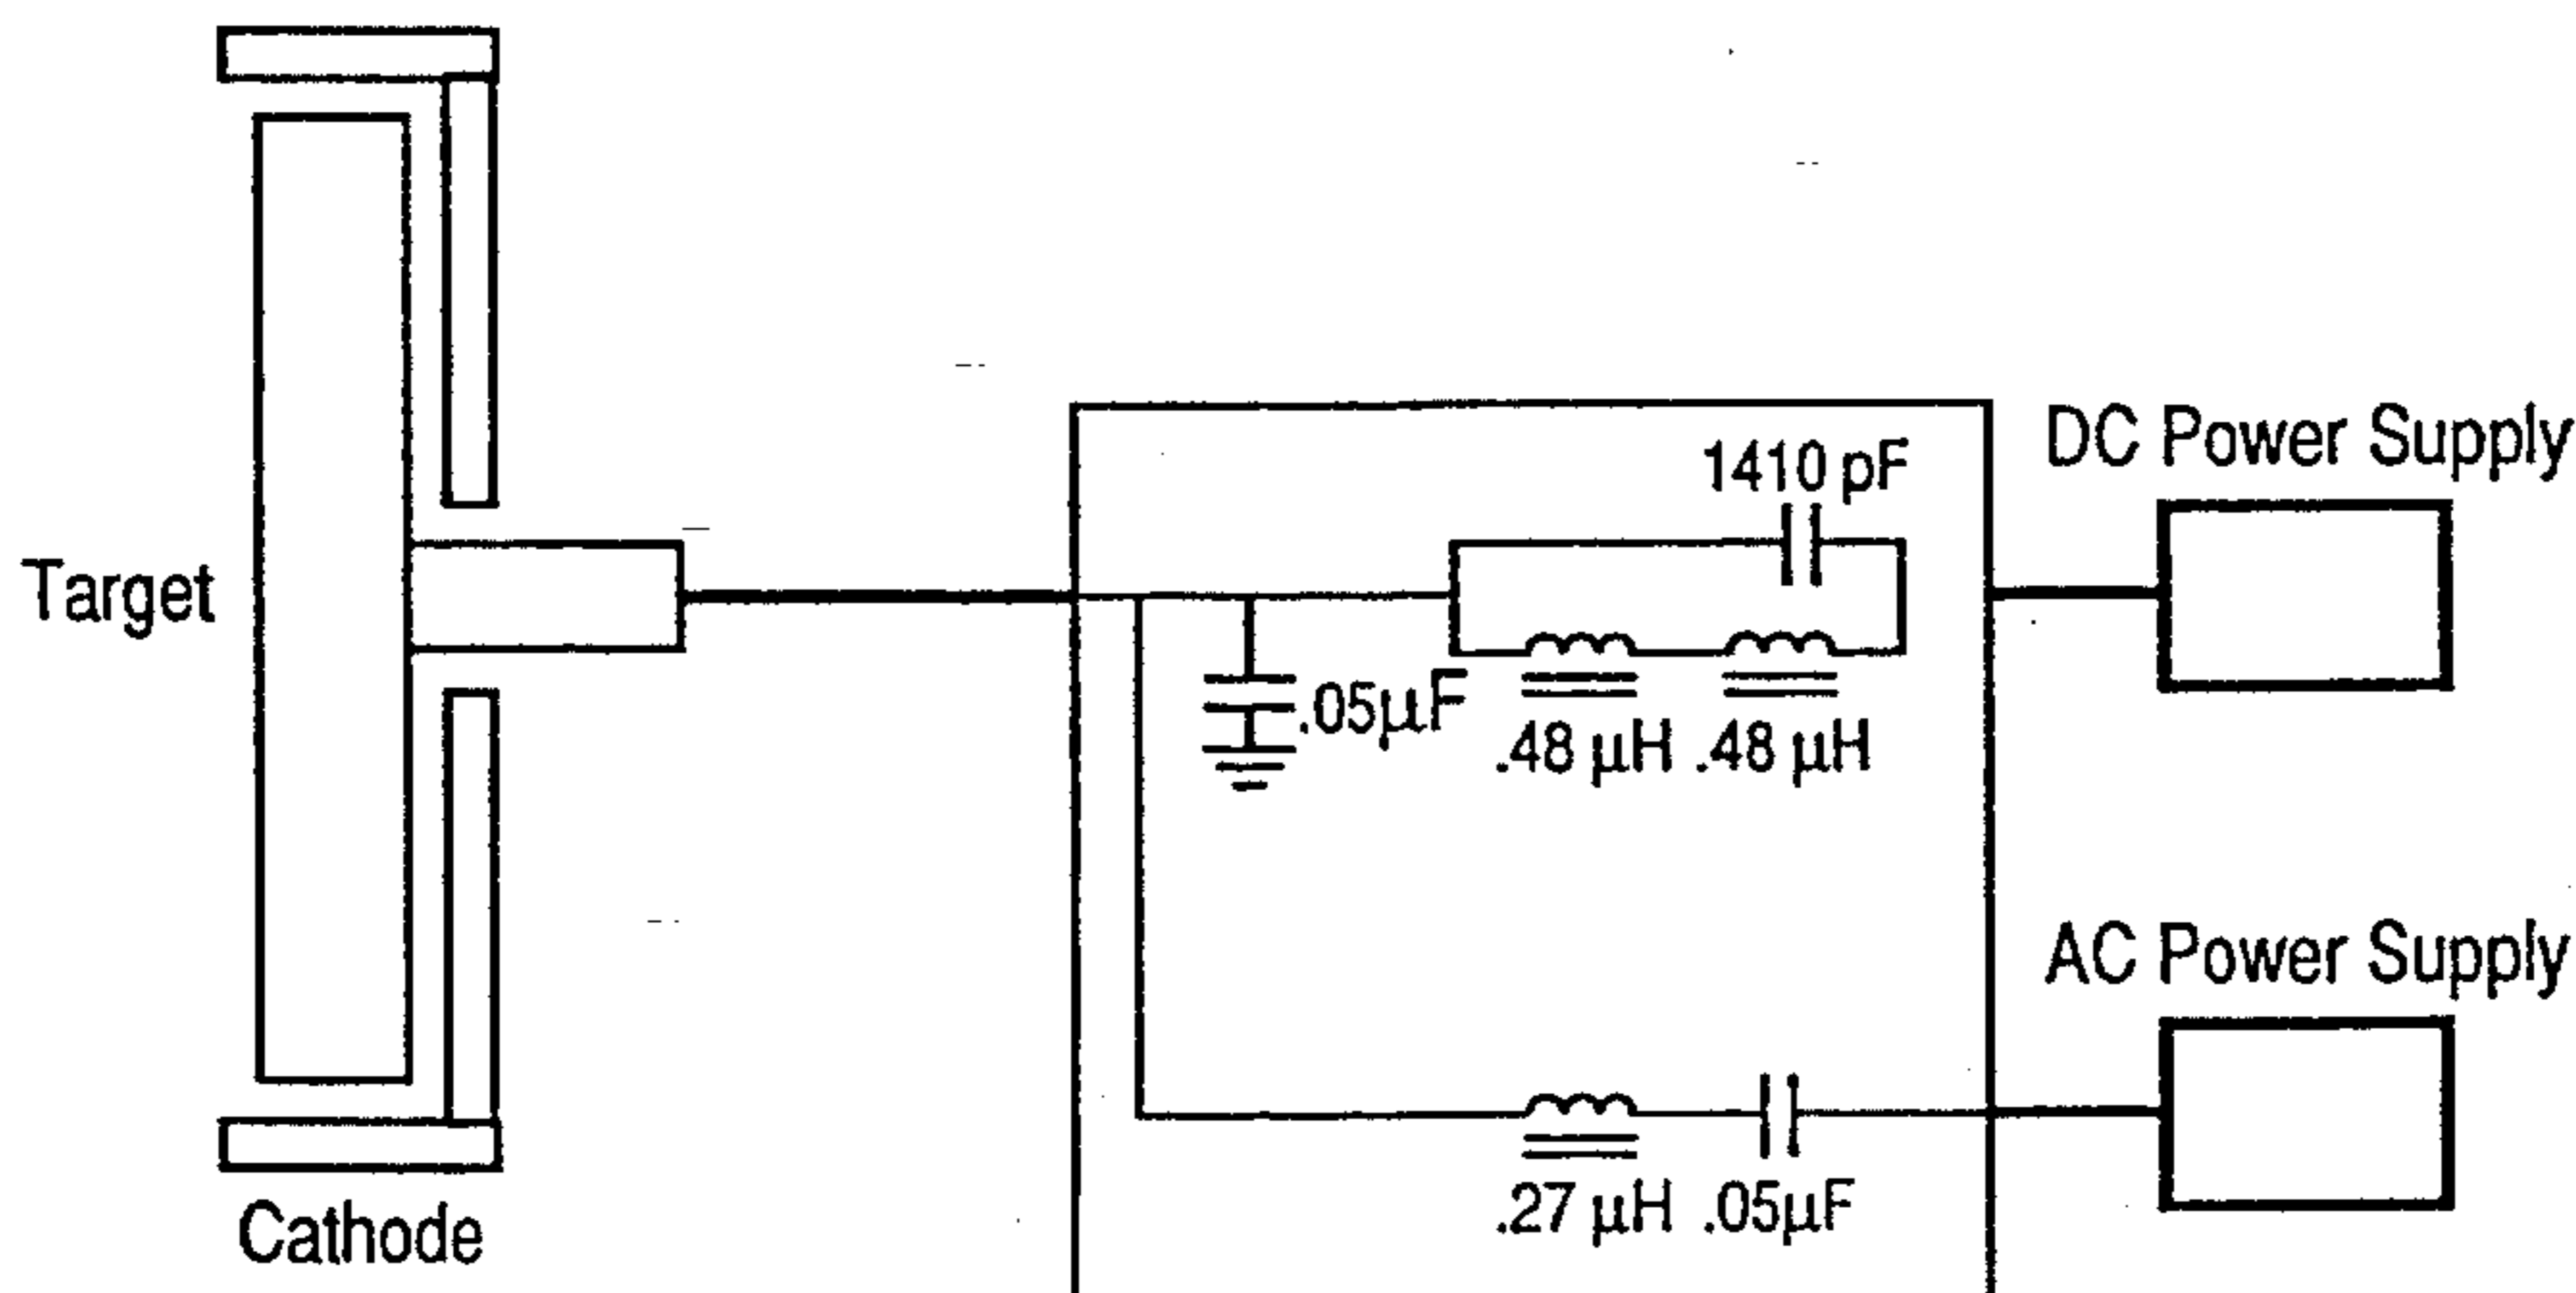 DC Power Supply
1410 pF
Target
.05µF
.48 µH .48 µH
AC Power Supply
.27 µH .05µF
Cathode